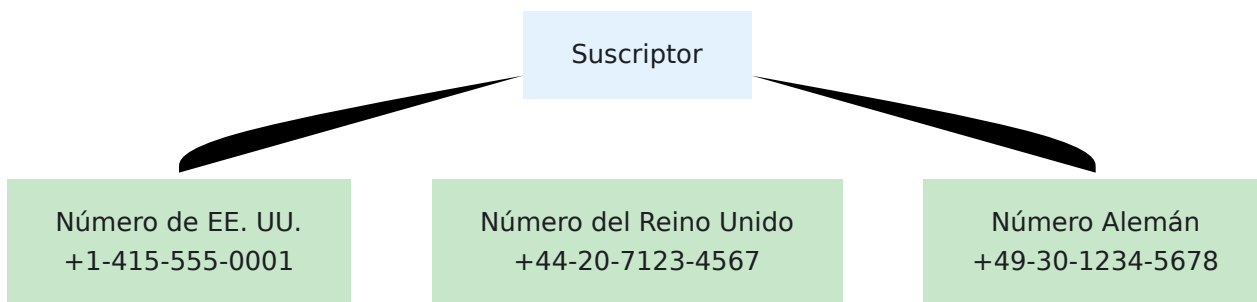 Suscriptor
Número de EE. UU.
+1-415-555-0001
Número del Reino Unido
+44-20-7123-4567
Número Alemán
+49-30-1234-5678